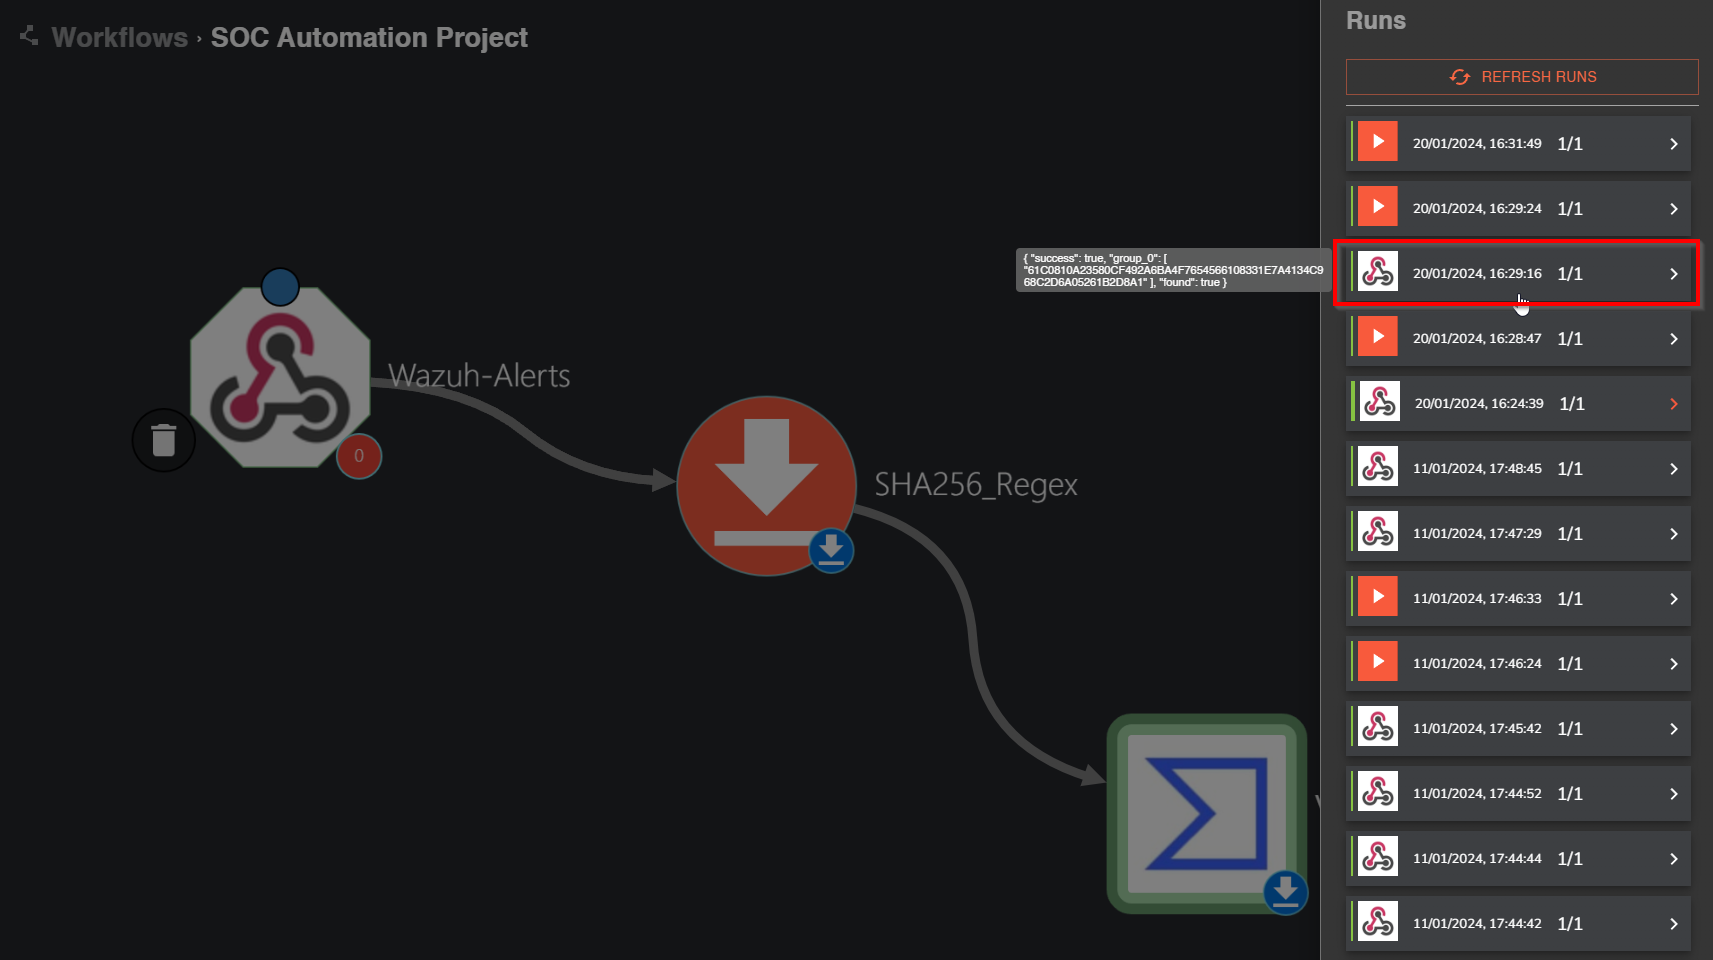 Workflows › SOC Automation Project
Wazuh-Alerts
0
SHA256_Regex
{ "success": true, "group_0": [
"61C0810A23580CF492A6BA4F7654566108331E7A4134C9
68C2D6A05261B2D8A1" ], "found": true }
Runs
REFRESH RUNS
20/01/2024, 16:31:49 1/1
20/01/2024, 16:29:24 1/1
20/01/2024, 16:29:16 1/1
20/01/2024, 16:28:47 1/1
20/01/2024, 16:24:39 1/1
11/01/2024, 17:48:45 1/1
11/01/2024, 17:47:29 1/1
11/01/2024, 17:46:33 1/1
11/01/2024, 17:46:24 1/1
11/01/2024, 17:45:42 1/1
11/01/2024, 17:44:52 1/1
11/01/2024, 17:44:44 1/1
11/01/2024, 17:44:42 1/1